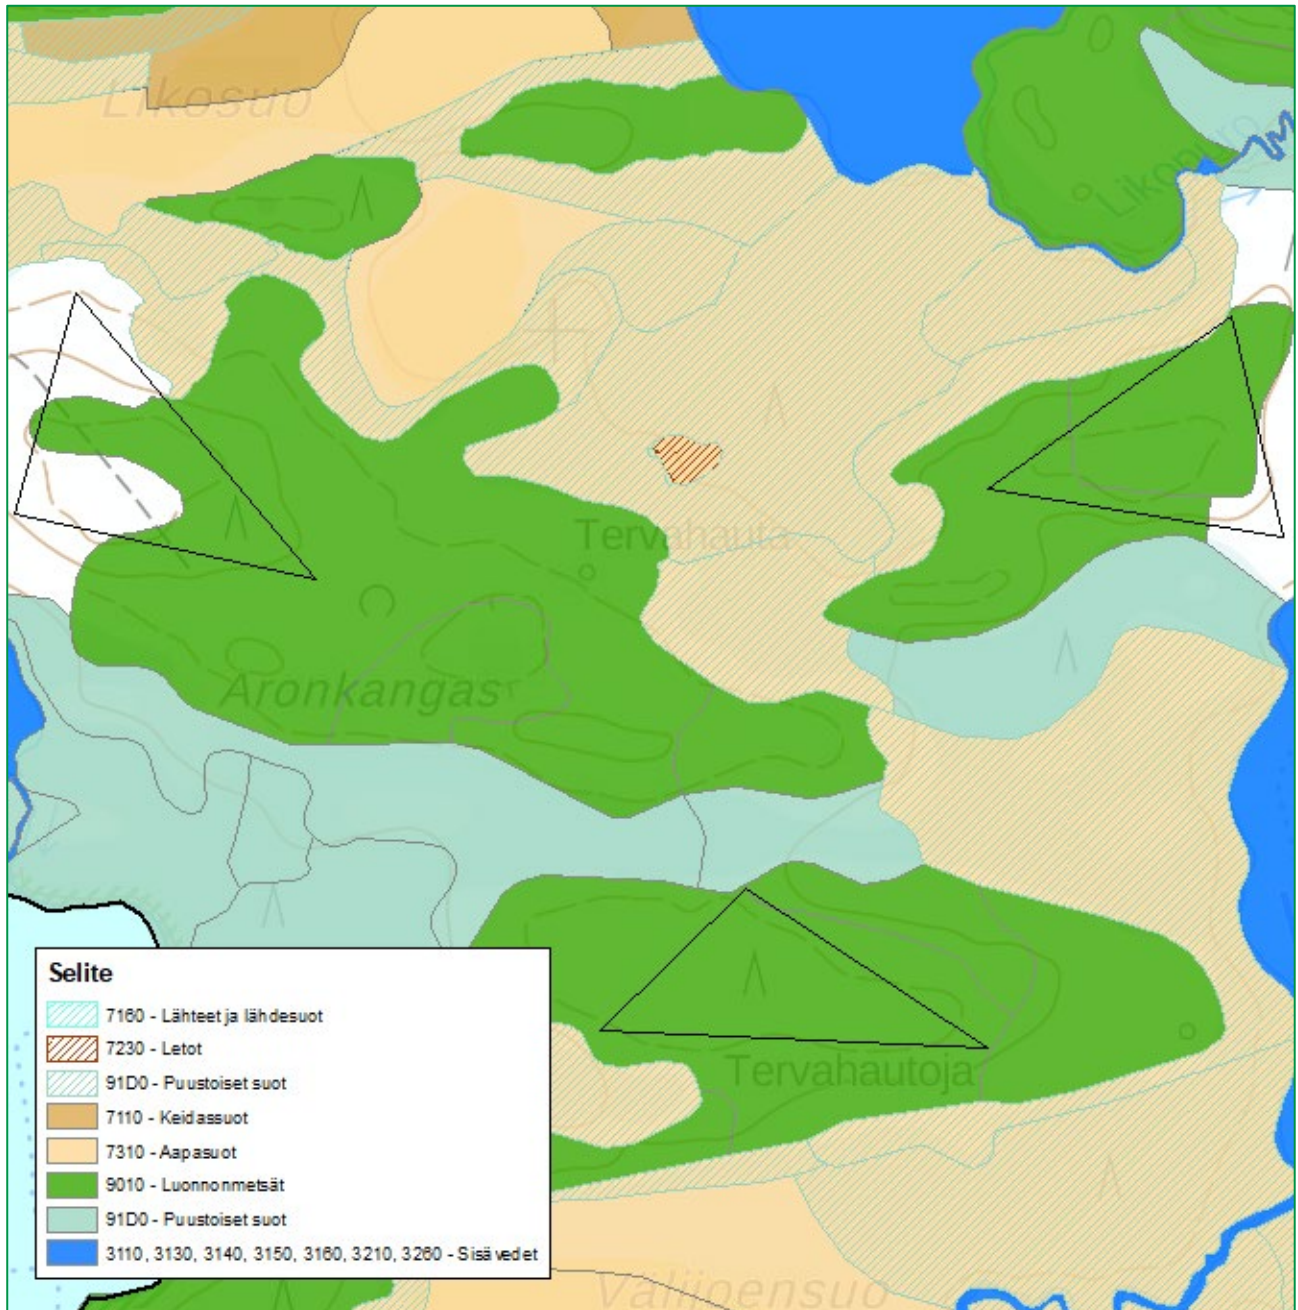 Likosuo
Likopuro
Tervahauta
Aronkangas
Tervahautoja
Selite
7160 - Lähteet ja lähdesuot
7230 - Letot
91D0 - Puustoiset suot
7110 - Keidassuot
7310 - Aapasuot
9010 - Luonnonmetsät
91D0 - Puustoiset suot
3110, 3130, 3140, 3150, 3160, 3210, 3260 - Sisävedet
Välijoensuo